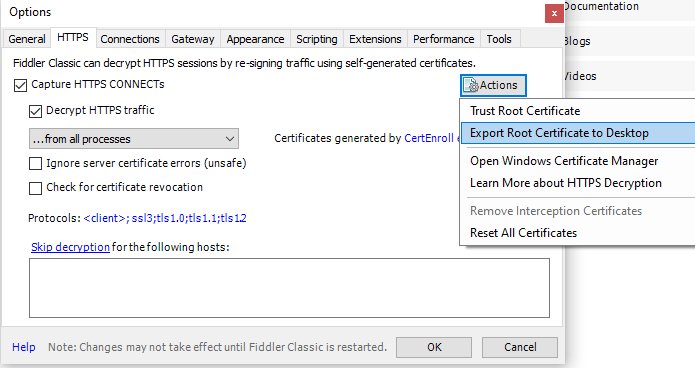 Options
x
General HTTPS Connections Gateway Appearance Scripting Extensions Performance Tools
Fiddler Classic can decrypt HTTPS sessions by re-signing traffic using self-generated certificates.
Capture HTTPS CONNECTs
Actions
Decrypt HTTPS traffic
...from all processes
Certificates generated by CertEnroll
Ignore server certificate errors (unsafe)
Check for certificate revocation
Protocols: <client>; ssl3;tls1.0;tls1.1;tls1.2
Skip decryption for the following hosts:
Help
Note: Changes may not take effect until Fiddler Classic is restarted.
OK
Cancel
Trust Root Certificate
Export Root Certificate to Desktop
Open Windows Certificate Manager
Learn More about HTTPS Decryption
Remove Interception Certificates
Reset All Certificates
Documentation
Blogs
Videos